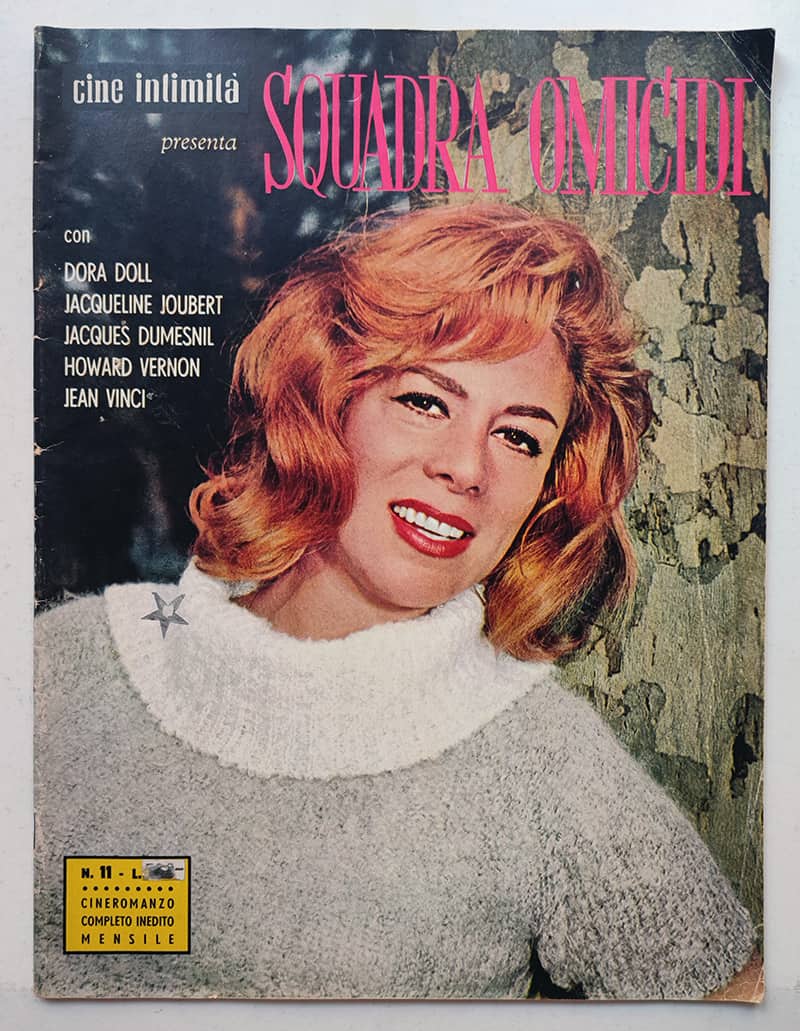 cine intimità
presenta
SQUADRA OMICIDI
con
DORA DOLL
JACQUELINE JOUBERT
JACQUES DUMESNIL
HOWARD VERNON
JEAN VINCI
N. 11 - L.
CINEROMANZO
COMPLETO INEDITO
MENSILE